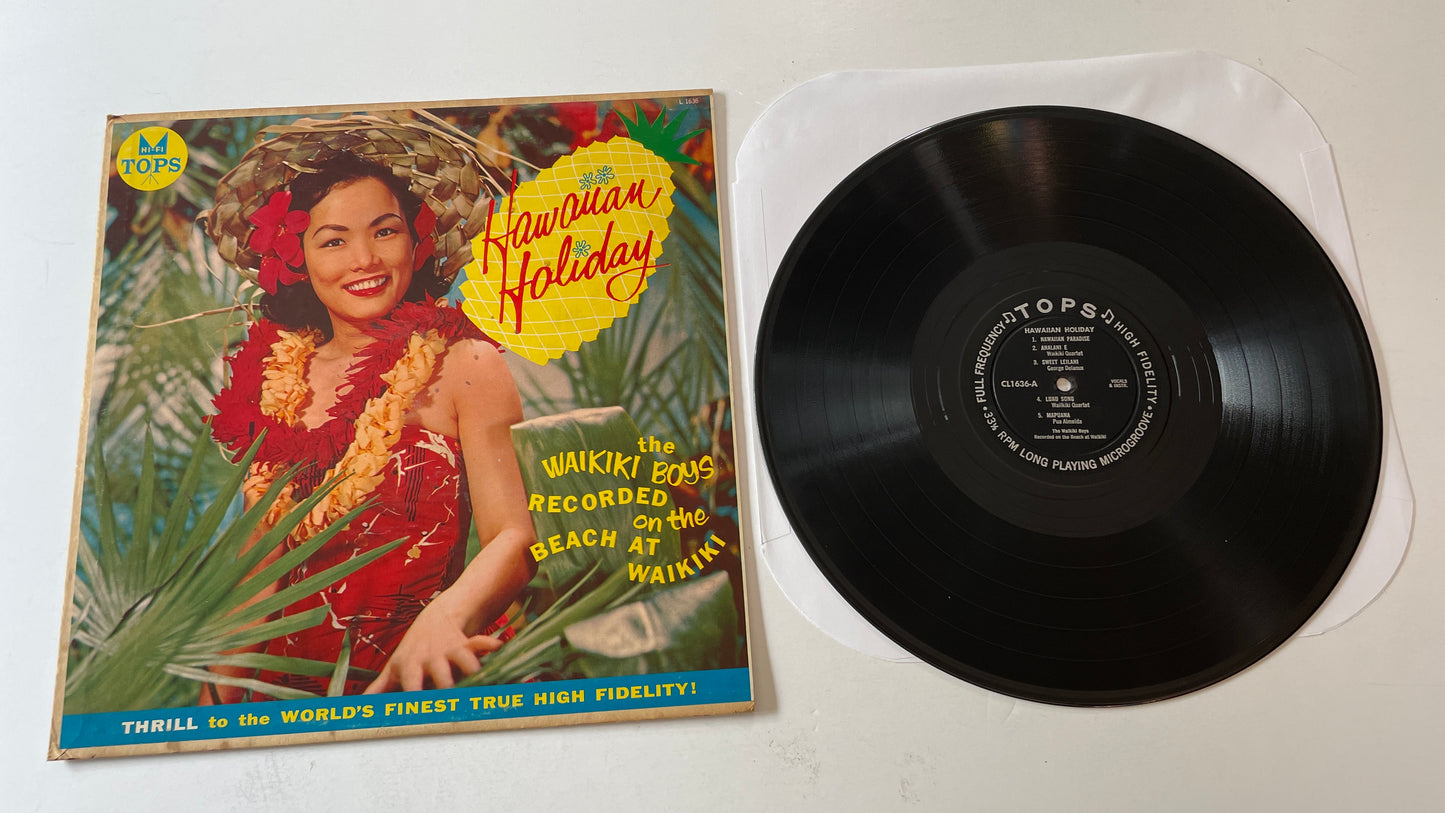 L 1636
HI-FI
TOPS
Hawaiian
Holiday
the
WAIKIKI BOYS
RECORDED
on the
BEACH AT
WAIKIKI
THRILL to the WORLD'S FINEST TRUE HIGH FIDELITY!
TOPS
FULL FREQUENCY
HIGH FIDELITY
• 33⅓ RPM LONG PLAYING MICROGROOVE •
HAWAIIAN HOLIDAY
1. HAWAIIAN PARADISE
2. AHALANI E
Waikiki Quartet
3. SWEET LEILANI
George
CL1636-A
VOCALS
& INSTR.
4. LUAU SONG
Waikiki Quartet
5. MAPUANA
Pua Almeida
The Waikiki Boys
Recorded on the Beach at Waikiki